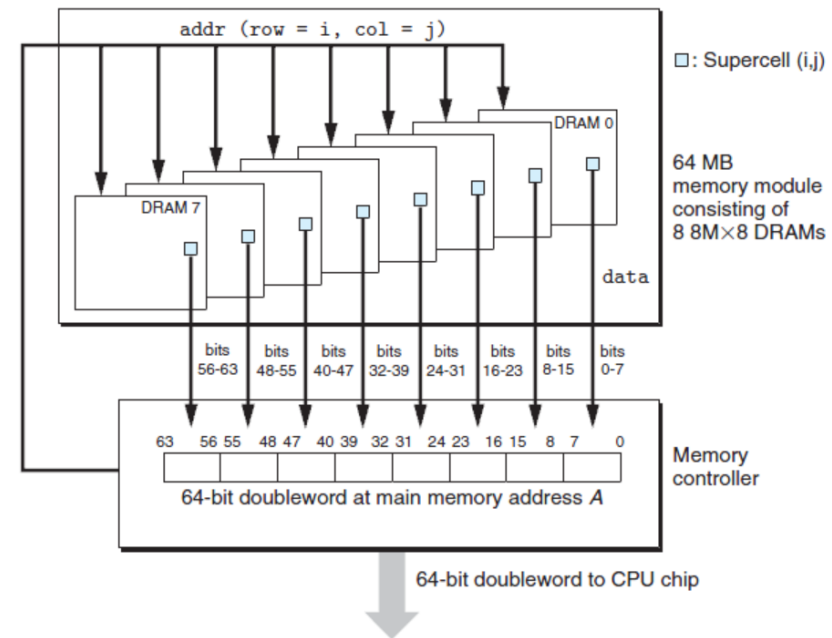 addr (row = i, col = j)
: Supercell (i,j)
DRAM 0
64 MB
memory module
consisting of
8 8M×8 DRAMs
DRAM 7
data
bits
56-63
bits
48-55
bits
40-47
bits
32-39
bits
24-31
bits
16-23
bits
8-15
bits
0-7
63 56 55 48 47 40 39 32 31 24 23 16 15 8 7 0
Memory
controller
64-bit doubleword at main memory address A
64-bit doubleword to CPU chip